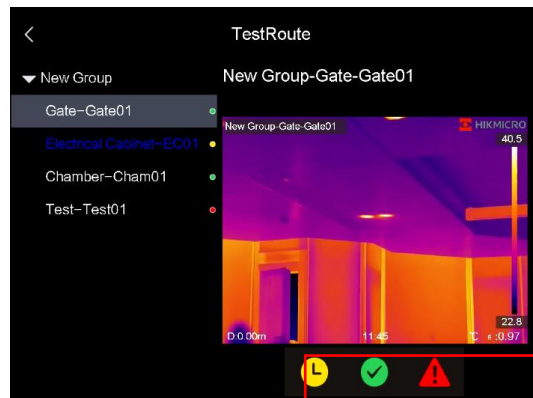 TestRoute
New Group
Gate-Gate01
Electrical Cabinet-EC01
Chamber-Cham01
Test-Test01
New Group-Gate-Gate01
New Group-Gate-Gate01
HIKMICRO
40.5
22.8
D:0.00m
11:45
°C ε:0.97